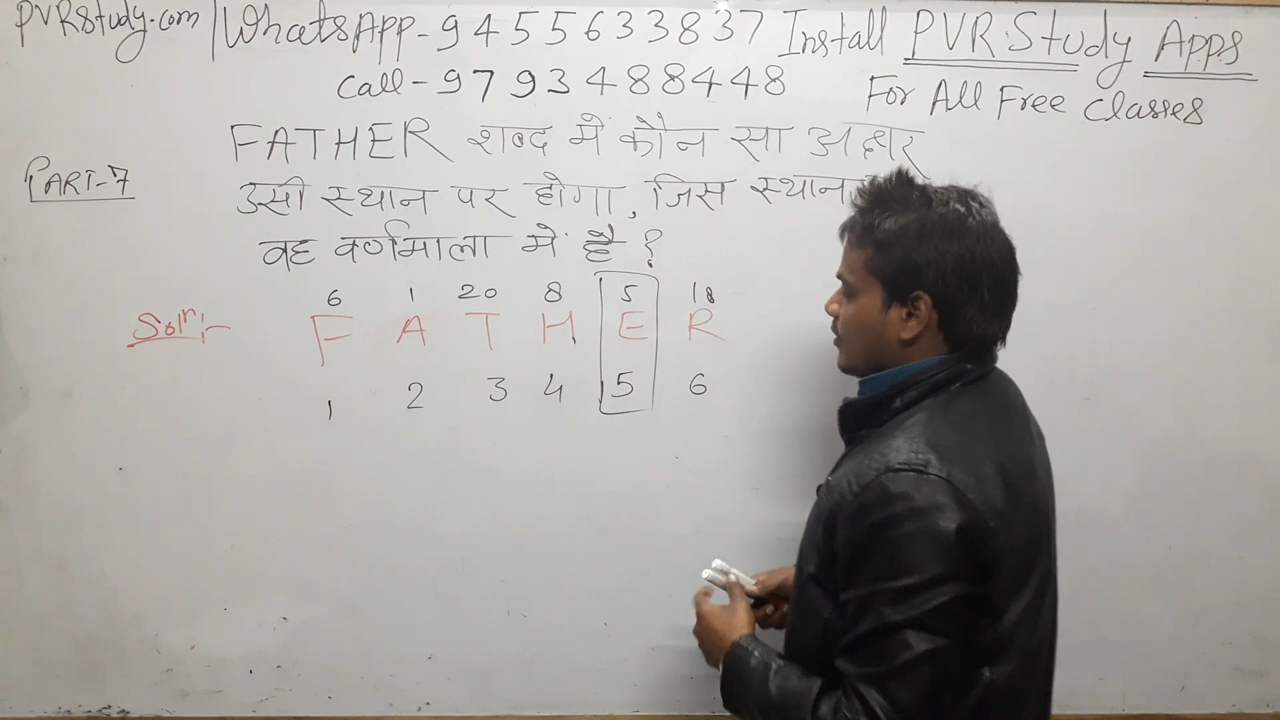 PVRStudy.com | WhatsApp-9455633837 Install PVR Study Apps
Call-9793488448 For All Free Classes
FATHER शब्द में कौन सा अक्षर
PART-7
उसी स्थान पर होगा, जिस स्थान
वह वर्णमाला में है ?
6 1 20 8 5 18
Solⁿ:- F A T H E R
1 2 3 4 5 6